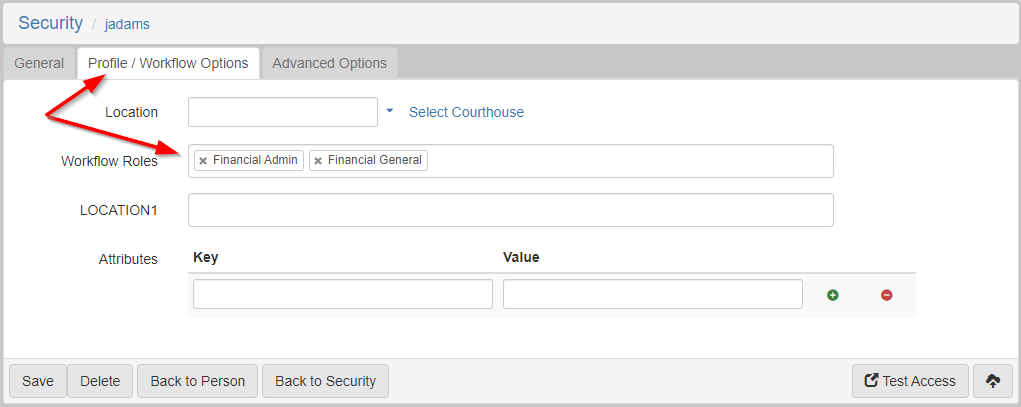 Security / jadams
General Profile / Workflow Options Advanced Options
Location Select Courthouse
Workflow Roles × Financial Admin × Financial General
LOCATION1
Attributes Key Value
Save Delete Back to Person Back to Security Test Access